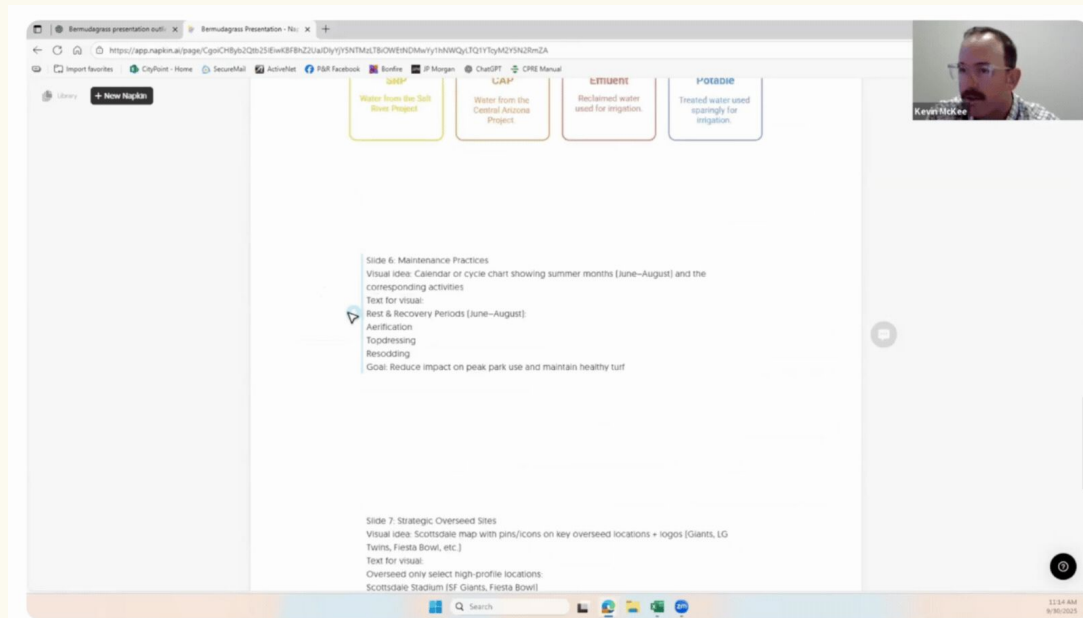 Bermudagrass presentation outli
Bermudagrass Presentation - Na
Import favorites
CityPoint - Home
SecureMail
ActiveNet
P&R Facebook
Bonfire
JP Morgan
ChatGPT
CPRE Manual
Library
+ New Napkin
Kevin McKee
SRP
CAP
Effluent
Potable
Water from the Salt
River Project
Water from the
Central Arizona
Project.
Reclaimed water
used for irrigation.
Treated water used
sparingly for
irrigation.
Slide 6: Maintenance Practices
Visual idea: Calendar or cycle chart showing summer months (June–August) and the
corresponding activities
Text for visual:
Rest & Recovery Periods (June–August):
Aerification
Topdressing
Resodding
Goal: Reduce impact on peak park use and maintain healthy turf
Slide 7: Strategic Overseed Sites
Visual idea: Scottsdale map with pins/icons on key overseed locations + logos (Giants, LG
Twins, Fiesta Bowl, etc.)
Text for visual:
Overseed only select high-profile locations:
Scottsdale Stadium (SF Giants, Fiesta Bowl)
Search
zm
11:14 AM
9/30/2025